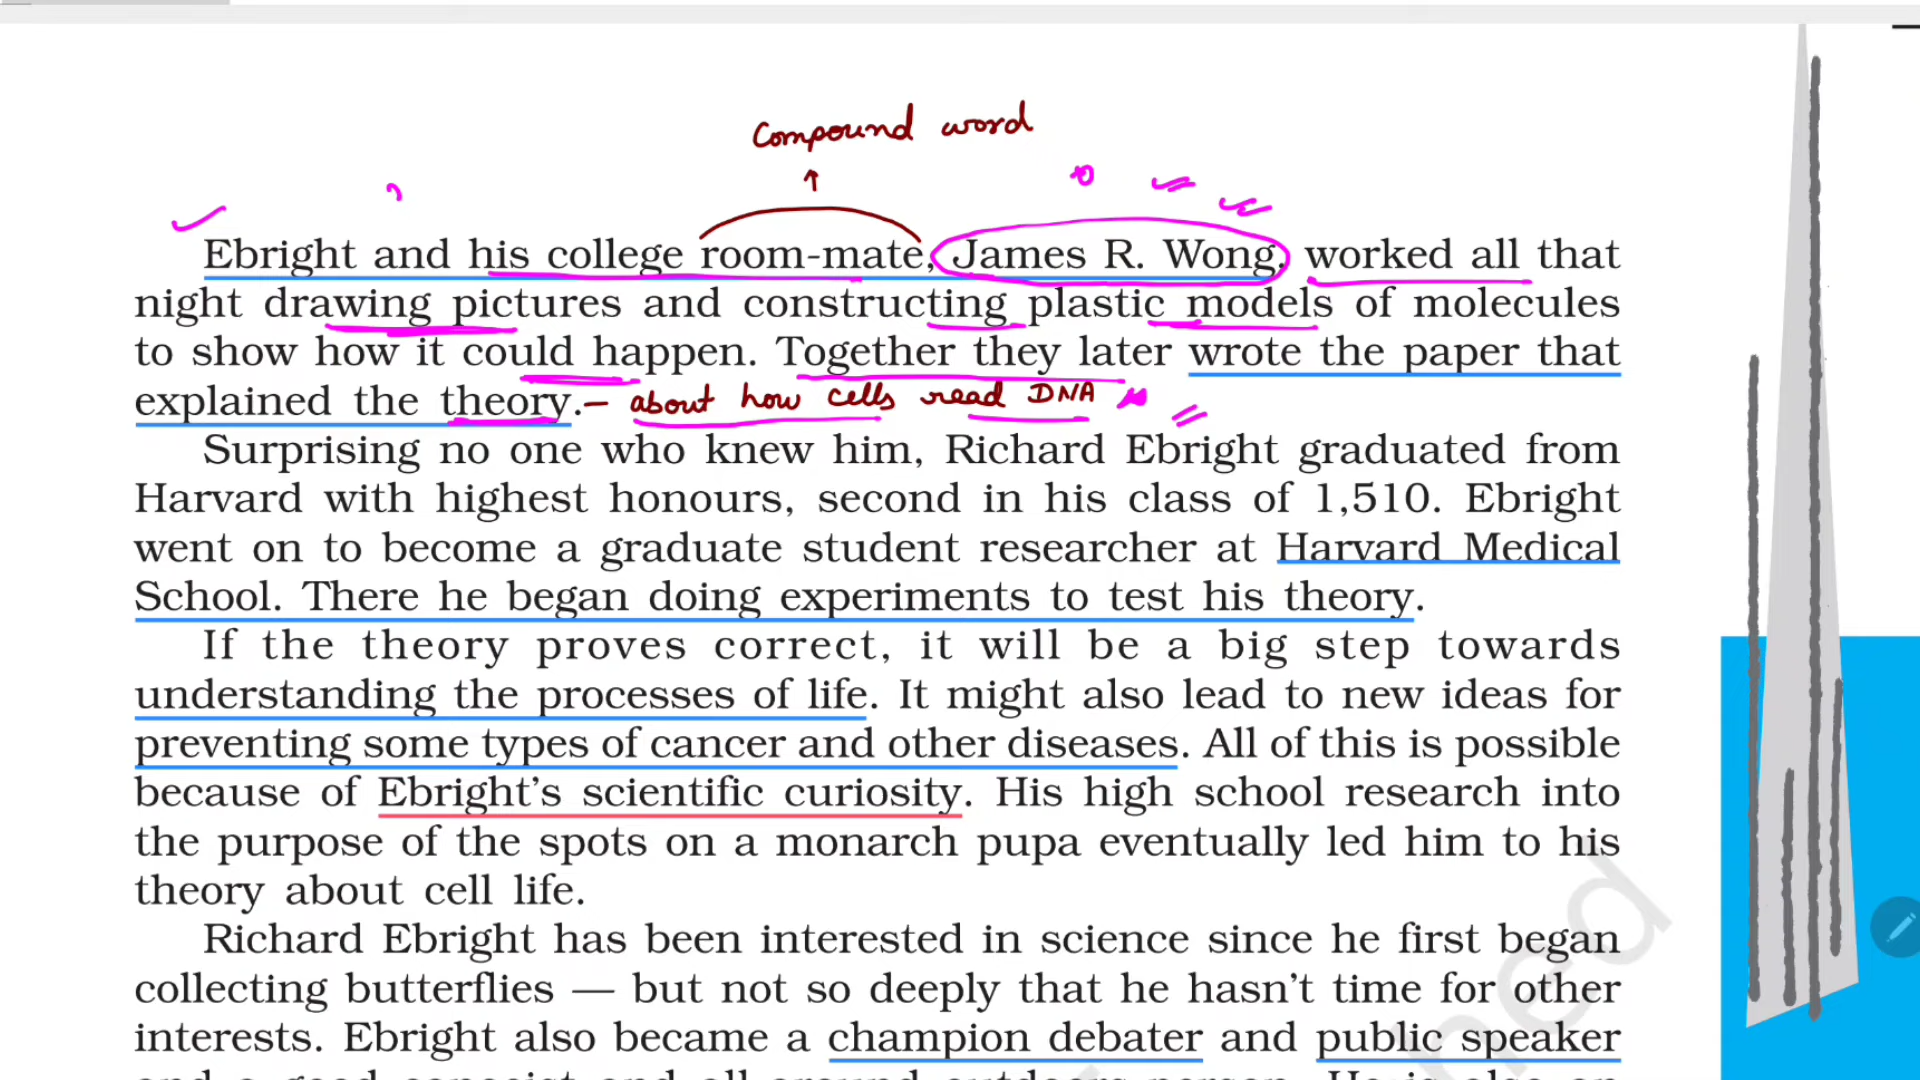 Compound word
Ebright and his college room-mate, James R. Wong, worked all that
night drawing pictures and constructing plastic models of molecules
to show how it could happen. Together they later wrote the paper that
explained the theory. – about how cells read DNA
Surprising no one who knew him, Richard Ebright graduated from
Harvard with highest honours, second in his class of 1,510. Ebright
went on to become a graduate student researcher at Harvard Medical
School. There he began doing experiments to test his theory.
If the theory proves correct, it will be a big step towards
understanding the processes of life. It might also lead to new ideas for
preventing some types of cancer and other diseases. All of this is possible
because of Ebright’s scientific curiosity. His high school research into
the purpose of the spots on a monarch pupa eventually led him to his
theory about cell life.
Richard Ebright has been interested in science since he first began
collecting butterflies — but not so deeply that he hasn’t time for other
interests. Ebright also became a champion debater and public speaker